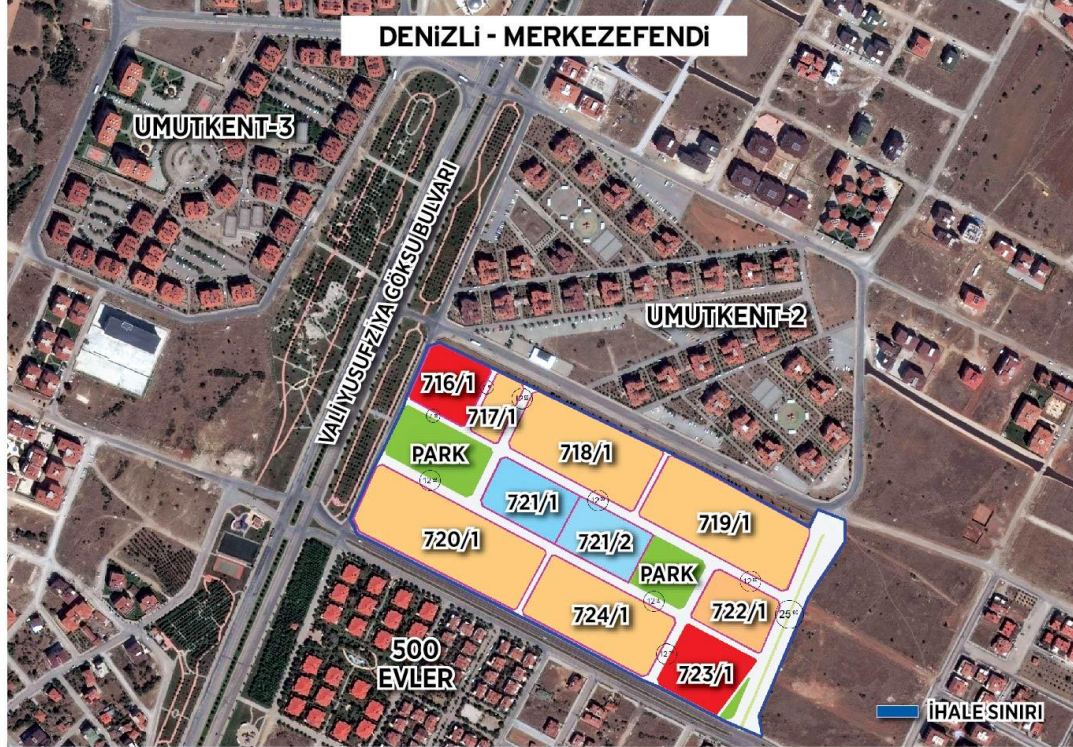 DENİZLİ - MERKEZEFENDİ
UMUTKENT-3
VALİ YUSUF ZİYA GÖKSU BULVARI
UMUTKENT-2
716/1
717/1
718/1
PARK
721/1
719/1
720/1
721/2
PARK
724/1
722/1
25
723/1
500
EVLER
İHALE SINIRI